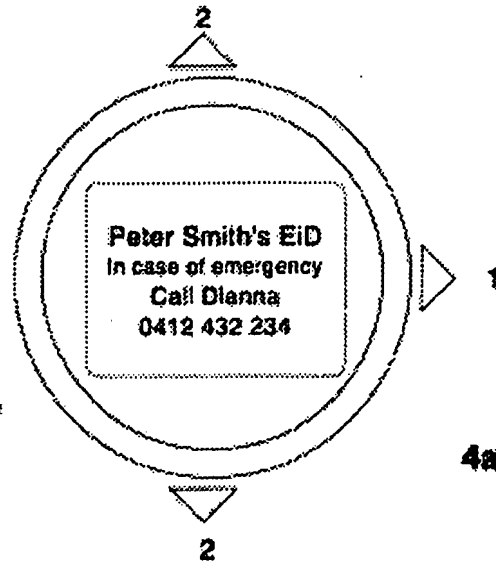 2
Peter Smith's EiD
In case of emergency
Call Dianna
0412 432 234
1
4a
2